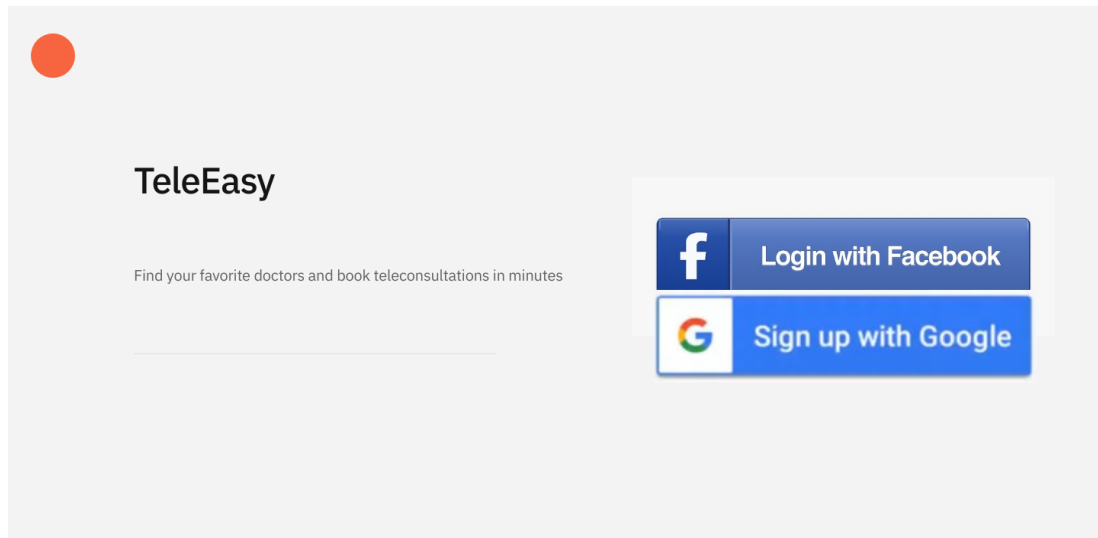 TeleEasy
Find your favorite doctors and book teleconsultations in minutes
Login with Facebook
Sign up with Google